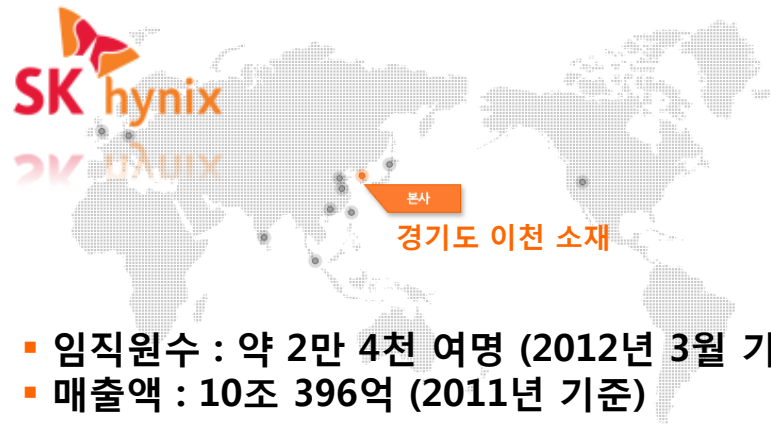 SK hynix
본사
경기도 이천 소재
▪ 임직원수 : 약 2만 4천 여명 (2012년 3월 기
▪ 매출액 : 10조 396억 (2011년 기준)